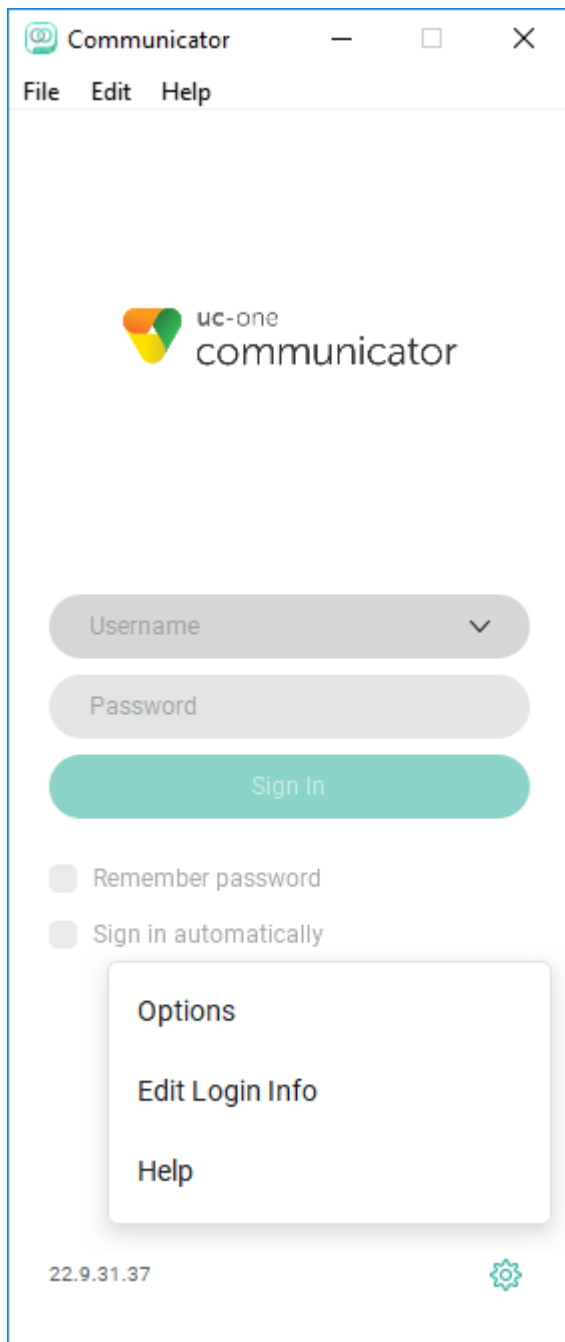 Communicator
File Edit Help
uc-one
communicator
Username
Password
Sign In
Remember password
Sign in automatically
Options
Edit Login Info
Help
22.9.31.37